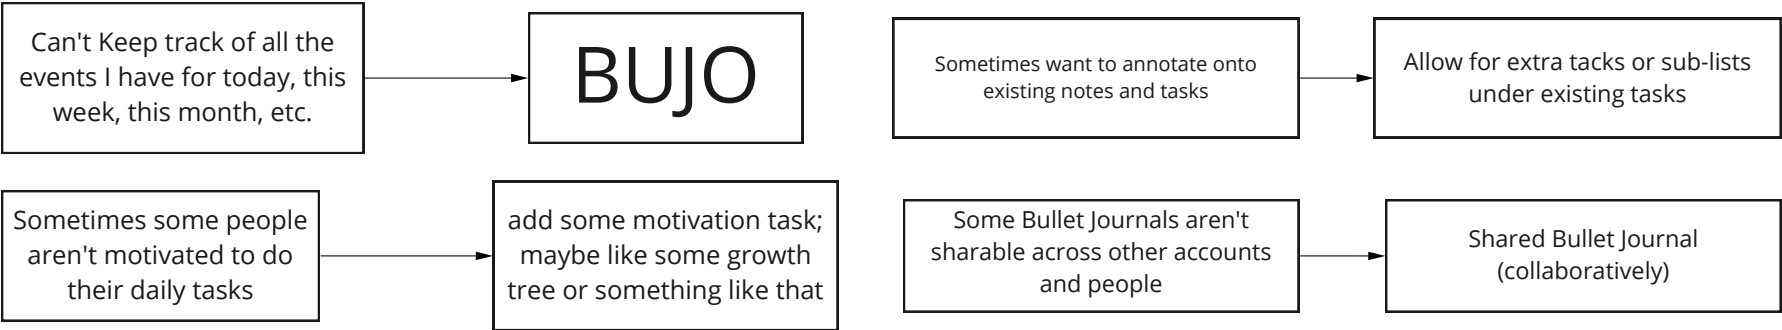 Can't Keep track of all the
events I have for today, this
week, this month, etc.
BUJO
Sometimes want to annotate onto
existing notes and tasks
Allow for extra tacks or sub-lists
under existing tasks
Sometimes some people
aren't motivated to do
their daily tasks
add some motivation task;
maybe like some growth
tree or something like that
Some Bullet Journals aren't
sharable across other accounts
and people
Shared Bullet Journal
(collaboratively)